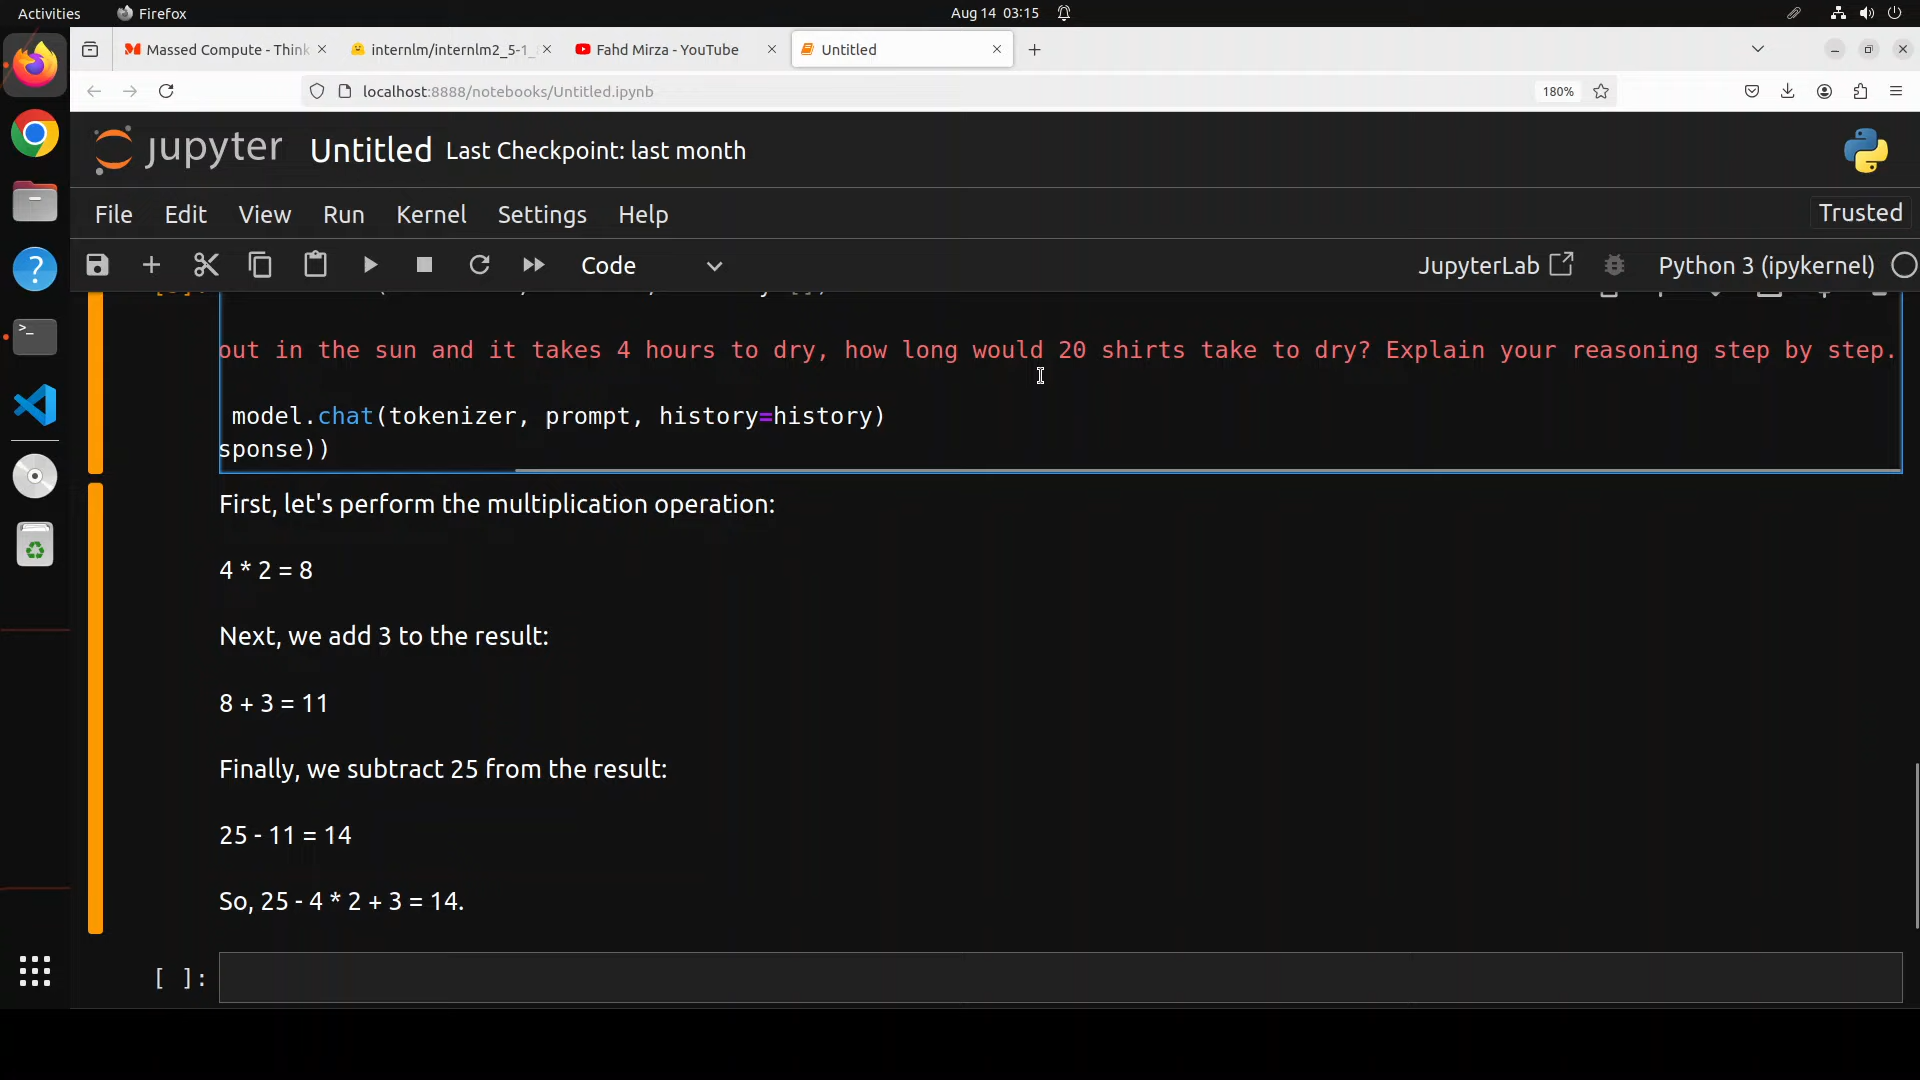 Activities Firefox Aug 14 03:15
Massed Compute - Think internlm/internlm2_5-1_ Fahd Mirza - YouTube Untitled
localhost:8888/notebooks/Untitled.ipynb 180%
jupyter Untitled Last Checkpoint: last month
File Edit View Run Kernel Settings Help Trusted
Code JupyterLab Python 3 (ipykernel)
out in the sun and it takes 4 hours to dry, how long would 20 shirts take to dry? Explain your reasoning step by step.
model.chat(tokenizer, prompt, history=history)
sponse))
First, let's perform the multiplication operation:
4 * 2 = 8
Next, we add 3 to the result:
8 + 3 = 11
Finally, we subtract 25 from the result:
25 - 11 = 14
So, 25 - 4 * 2 + 3 = 14.
[ ]: